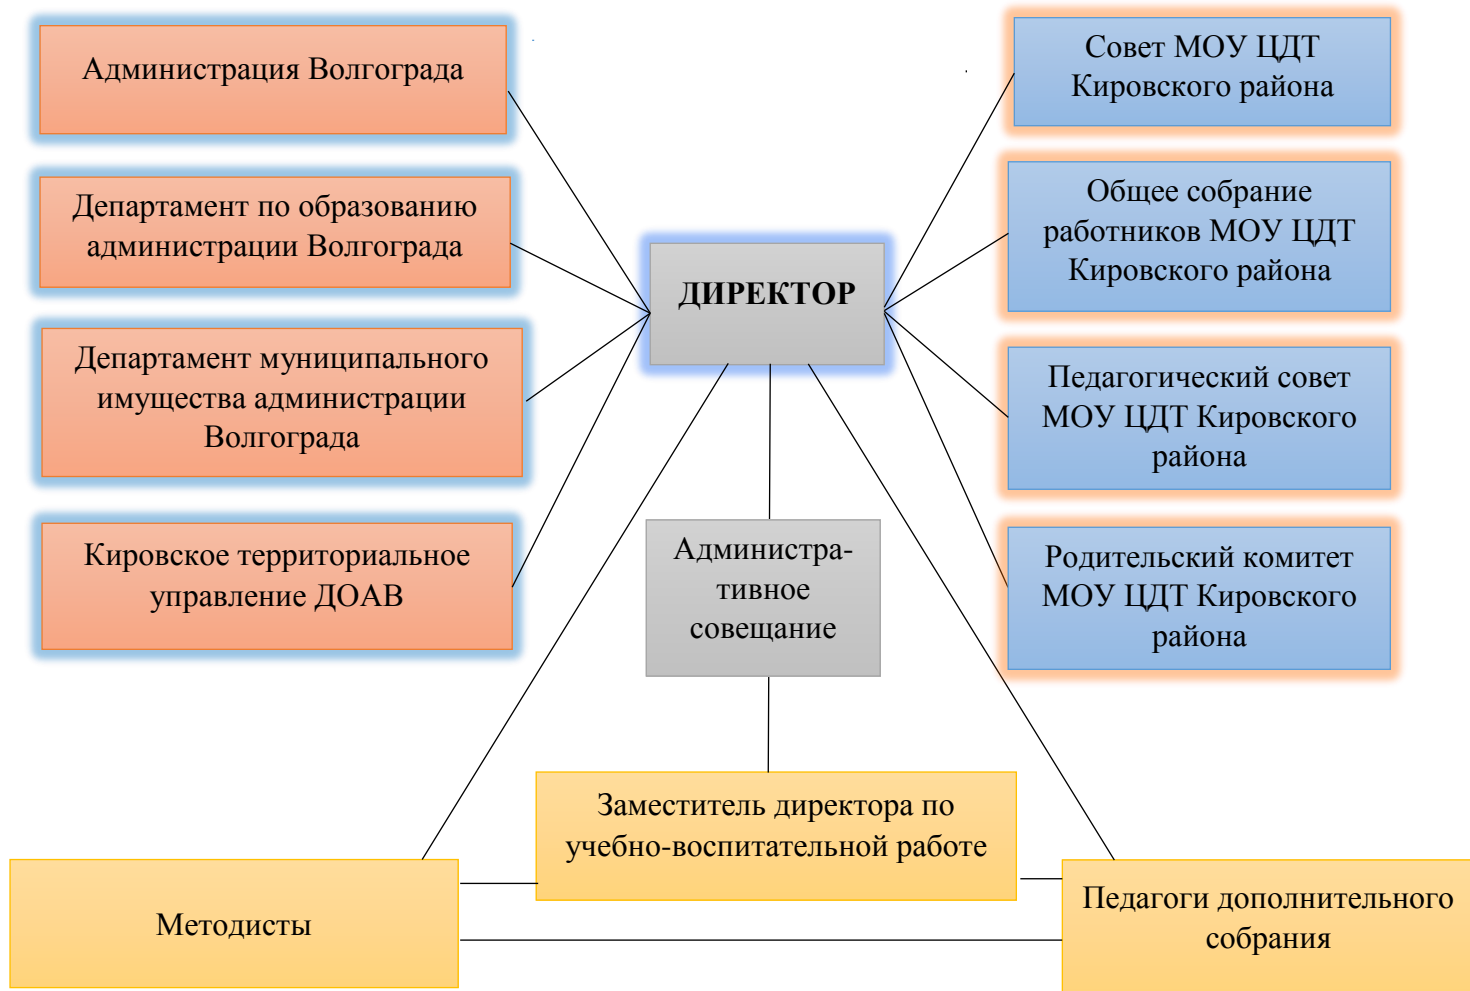 Администрация Волгограда
Департамент по образованию
администрации Волгограда
Департамент муниципального
имущества администрации
Волгограда
Кировское территориальное
управление ДОАВ
ДИРЕКТОР
Администра-
тивное
совещание
Совет МОУ ЦДТ
Кировского района
Общее собрание
работников МОУ ЦДТ
Кировского района
Педагогический совет
МОУ ЦДТ Кировского
района
Родительский комитет
МОУ ЦДТ Кировского
района
Заместитель директора по
учебно-воспитательной работе
Методисты
Педагоги дополнительного
собрания